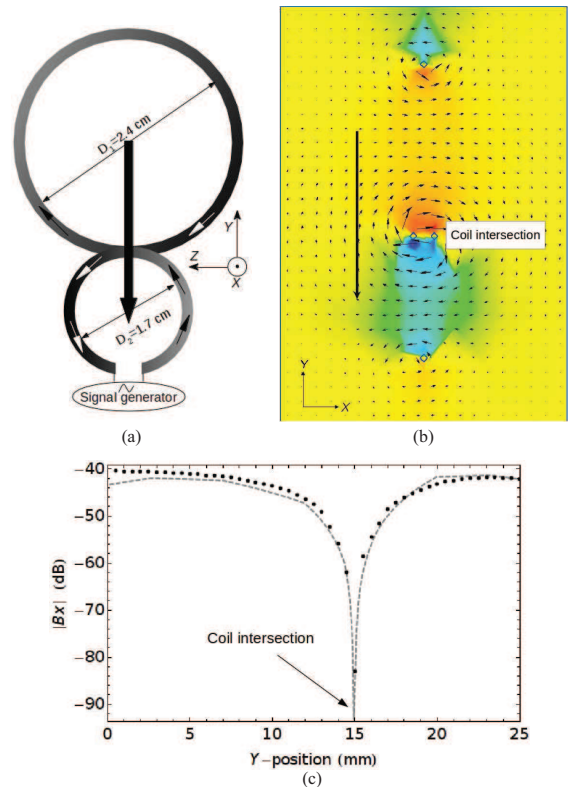 D₁=2.4 cm
Y
Z
X
D₂=1.7 cm
Signal generator
(a)
Coil intersection
Y
X
(b)
−40
−50
−60
−70
−80
−90
|Bx| (dB)
Coil intersection
0
5
10
15
20
25
Y−position (mm)
(c)